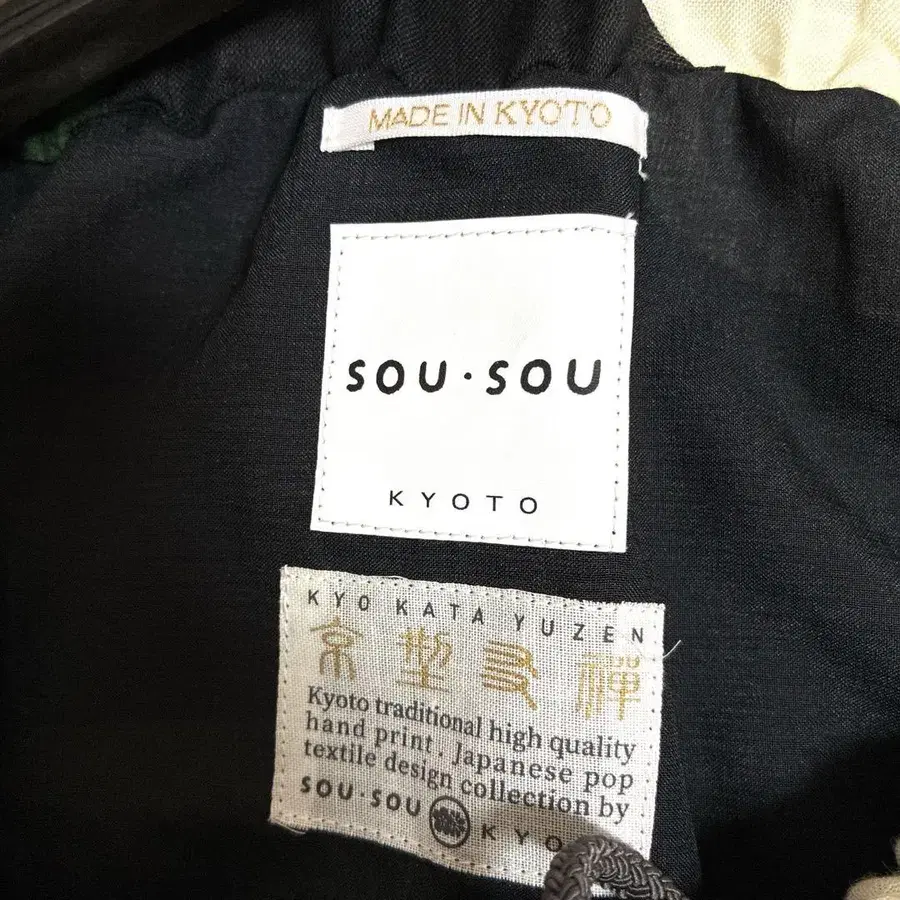 MADE IN KYOTO
SOU・SOU
KYOTO
KYO KATA YUZEN
京型友禅
Kyoto traditional high quality
hand print. Japanese pop
textile design collection by
SOU・SOU KYO